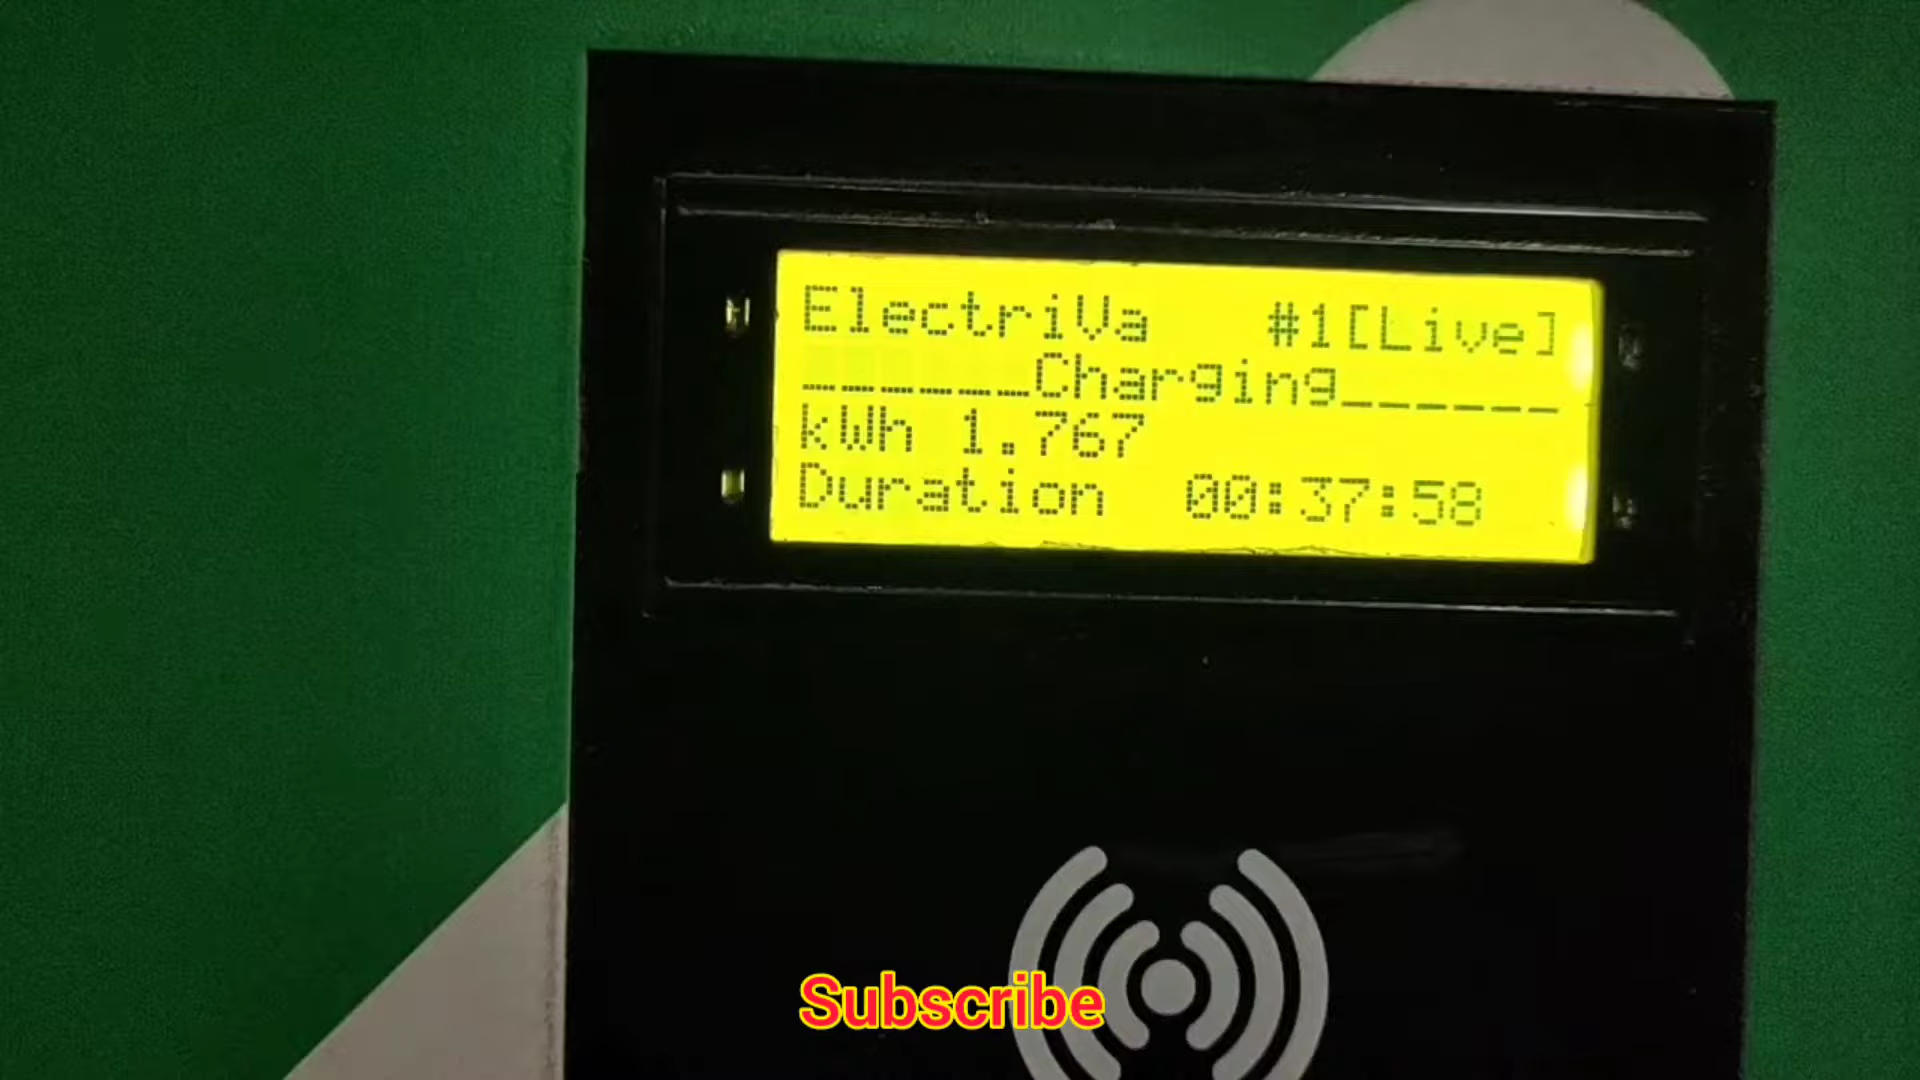 ElectriVa #1[Live]
______Charging______
kWh 1.767
Duration 00:37:58
Subscribe